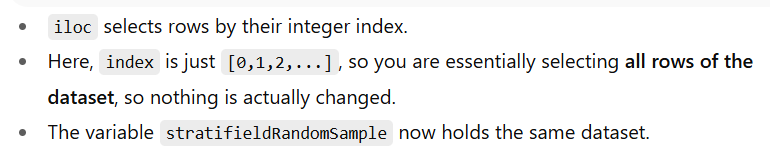 iloc selects rows by their integer index.
Here, index is just [0,1,2,...], so you are essentially selecting all rows of the
dataset, so nothing is actually changed.
The variable stratifieldRandomSample now holds the same dataset.